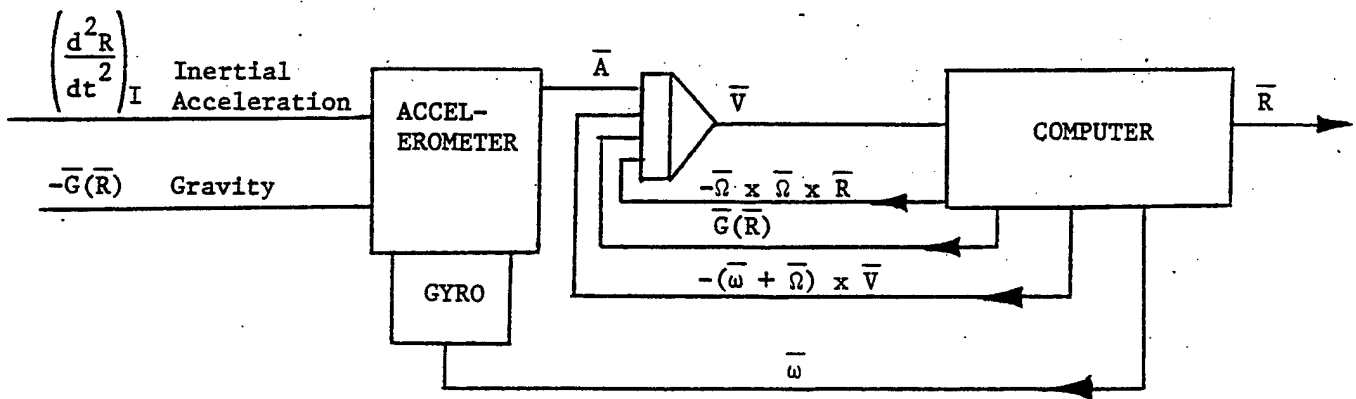 (d²R/dt²)I Inertial Acceleration
-G̅(R̅) Gravity
ACCEL-
EROMETER
GYRO
A̅
V̅
COMPUTER
R̅
-Ω̅ x Ω̅ x R̅
G̅(R̅)
-(ω̅ + Ω̅) x V̅
ω̅